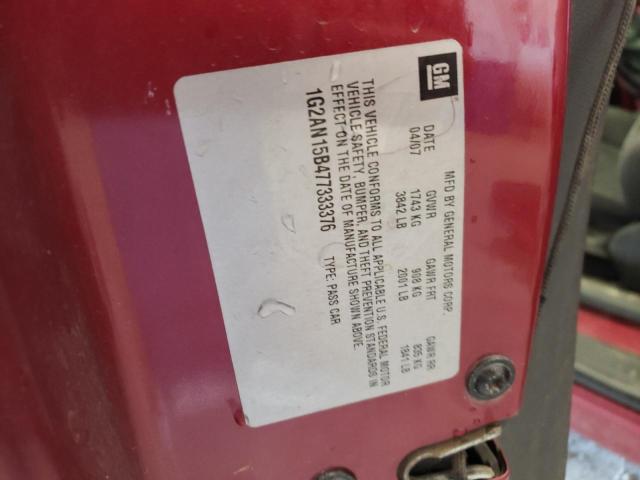 GM
MFD BY GENERAL MOTORS CORP.
DATE GVWR GAWR FRT GAWR RR
04/07 1743 KG 908 KG 835 KG
3842 LB 2001 LB 1841 LB
THIS VEHICLE CONFORMS TO ALL APPLICABLE U.S. FEDERAL MOTOR
VEHICLE SAFETY, BUMPER, AND THEFT PREVENTION STANDARDS IN
EFFECT ON THE DATE OF MANUFACTURE SHOWN ABOVE.
1G2AN15B477333376 TYPE: PASS CAR